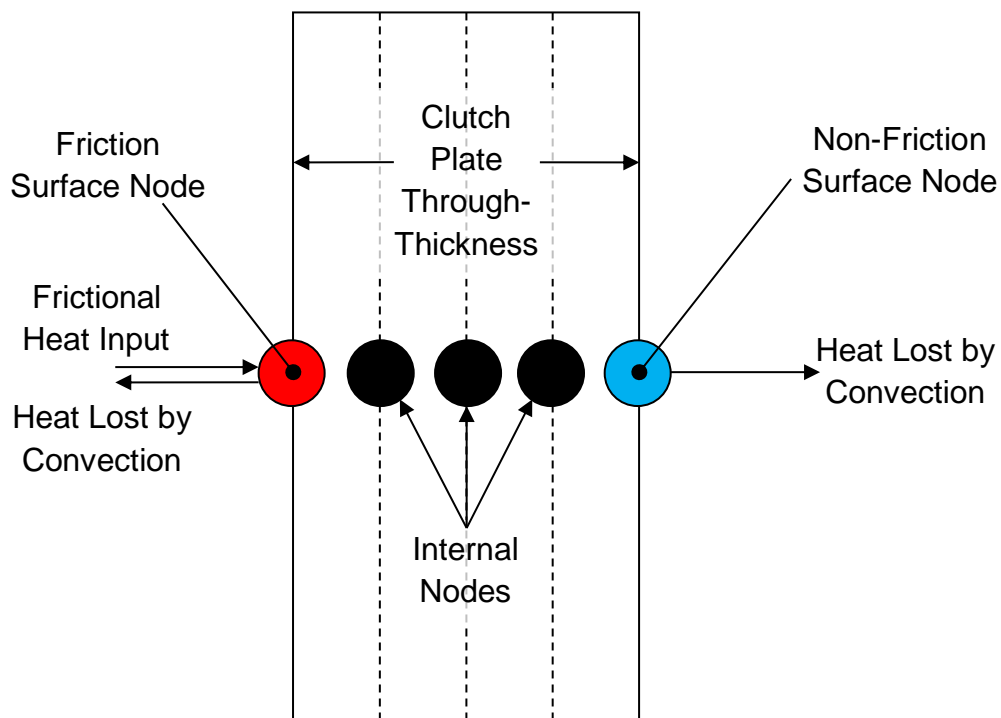 Friction
Surface Node
Clutch
Plate
Through-
Thickness
Non-Friction
Surface Node
Frictional
Heat Input
Heat Lost by
Convection
Heat Lost by
Convection
Internal
Nodes